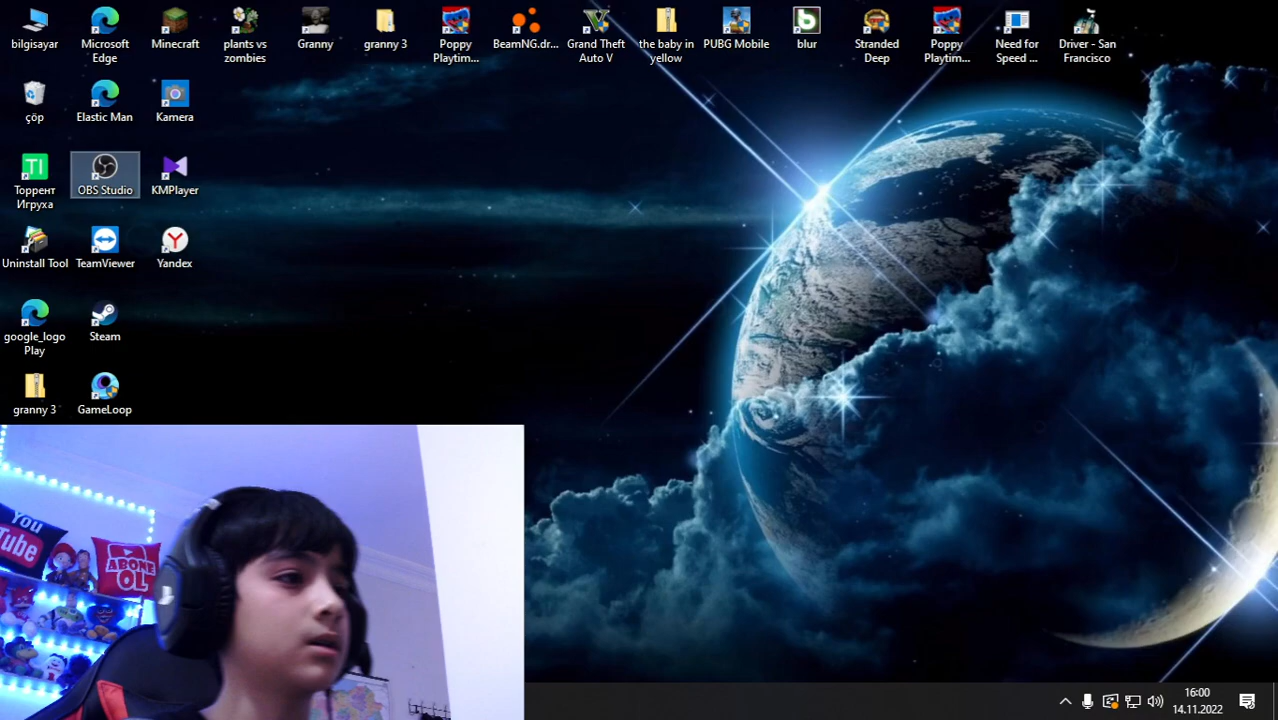 bilgisayar
Microsoft
Edge
Minecraft
plants vs
zombies
Granny
granny 3
Poppy
Playtim...
BeamNG.dr...
Grand Theft
Auto V
the baby in
yellow
PUBG Mobile
blur
Stranded
Deep
Poppy
Playtim...
Need for
Speed ...
Driver - San
Francisco
çöp
Elastic Man
Kamera
TI
Торрент
Игруха
OBS Studio
KMPlayer
Uninstall Tool
TeamViewer
Yandex
google_logo
Play
Steam
granny 3
GameLoop
You
Tube
ABONE
OL
16:00
14.11.2022